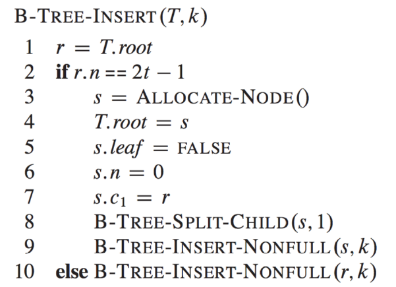 B-TREE-INSERT(T, k)
1 r = T.root
2 if r.n == 2t − 1
3 s = ALLOCATE-NODE()
4 T.root = s
5 s.leaf = FALSE
6 s.n = 0
7 s.c₁ = r
8 B-TREE-SPLIT-CHILD(s, 1)
9 B-TREE-INSERT-NONFULL(s, k)
10 else B-TREE-INSERT-NONFULL(r, k)